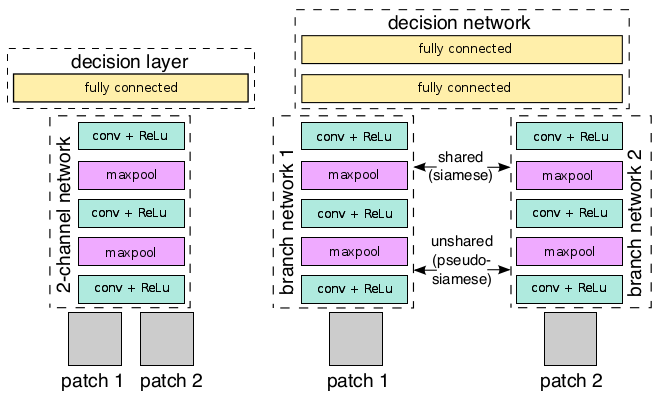 decision layer
fully connected
2-channel network
conv + ReLu
maxpool
conv + ReLu
maxpool
conv + ReLu
patch 1
patch 2
decision network
fully connected
fully connected
branch network 1
conv + ReLu
maxpool
conv + ReLu
maxpool
conv + ReLu
shared
(siamese)
unshared
(pseudo-
siamese)
conv + ReLu
maxpool
conv + ReLu
maxpool
conv + ReLu
branch network 2
patch 1
patch 2